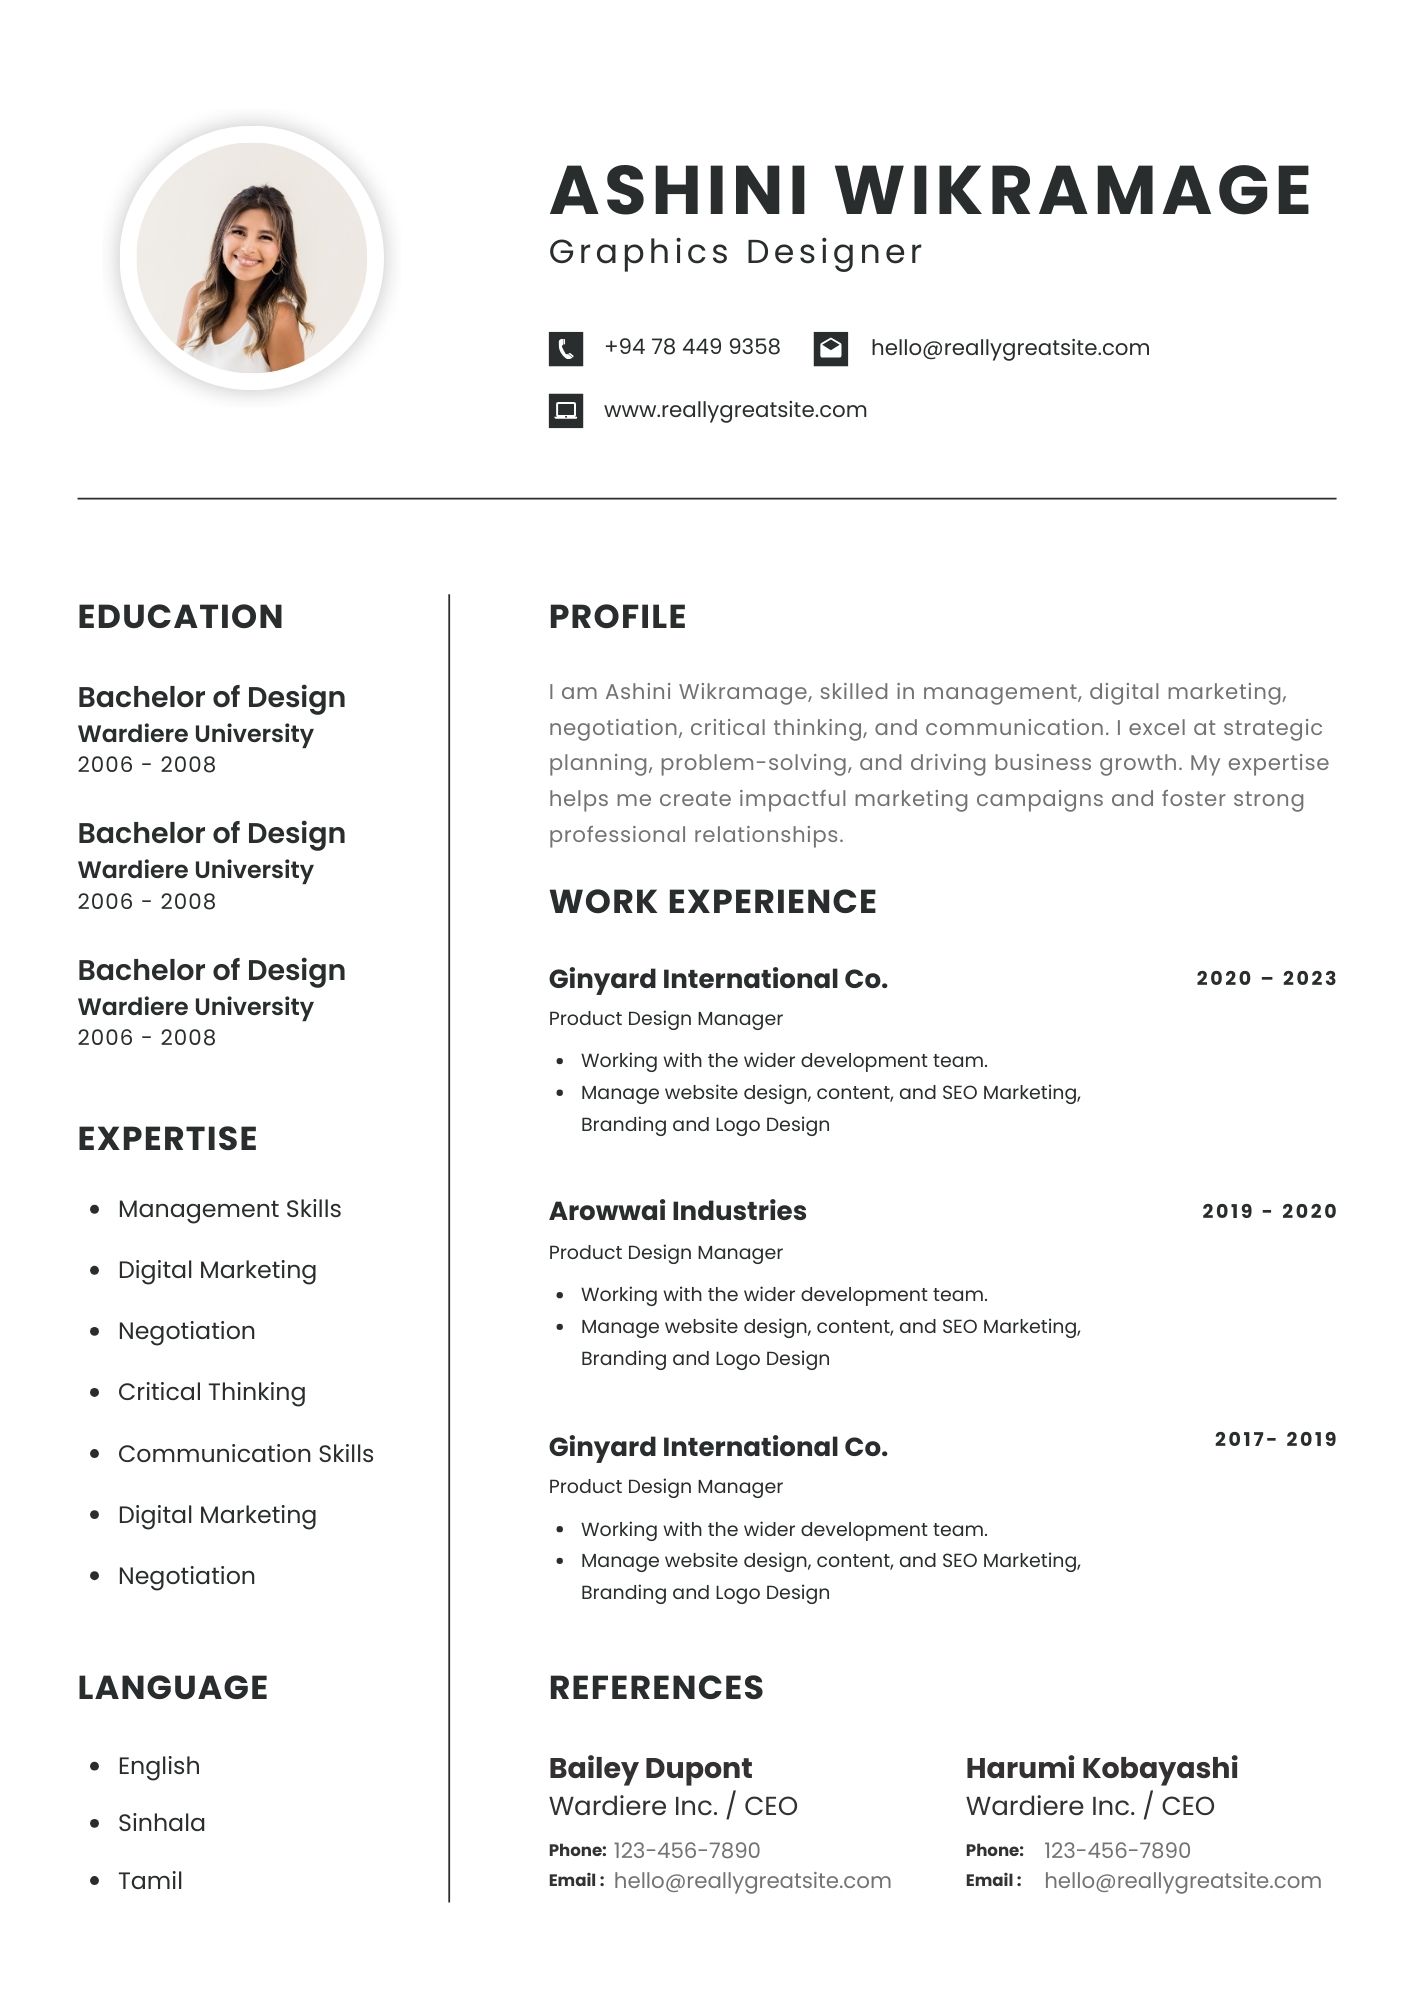 ASHINI WIKRAMAGE
Graphics Designer
+94 78 449 9358
hello@reallygreatsite.com
www.reallygreatsite.com
EDUCATION
Bachelor of Design
Wardiere University
2006 - 2008
Bachelor of Design
Wardiere University
2006 - 2008
Bachelor of Design
Wardiere University
2006 - 2008
EXPERTISE
• Management Skills
• Digital Marketing
• Negotiation
• Critical Thinking
• Communication Skills
• Digital Marketing
• Negotiation
LANGUAGE
• English
• Sinhala
• Tamil
PROFILE
I am Ashini Wikramage, skilled in management, digital marketing,
negotiation, critical thinking, and communication. I excel at strategic
planning, problem-solving, and driving business growth. My expertise
helps me create impactful marketing campaigns and foster strong
professional relationships.
WORK EXPERIENCE
Ginyard International Co. 2020 – 2023
Product Design Manager
• Working with the wider development team.
• Manage website design, content, and SEO Marketing,
Branding and Logo Design
Arowwai Industries 2019 - 2020
Product Design Manager
• Working with the wider development team.
• Manage website design, content, and SEO Marketing,
Branding and Logo Design
Ginyard International Co. 2017- 2019
Product Design Manager
• Working with the wider development team.
• Manage website design, content, and SEO Marketing,
Branding and Logo Design
REFERENCES
Bailey Dupont
Wardiere Inc. / CEO
Phone: 123-456-7890
Email : hello@reallygreatsite.com
Harumi Kobayashi
Wardiere Inc. / CEO
Phone: 123-456-7890
Email : hello@reallygreatsite.com